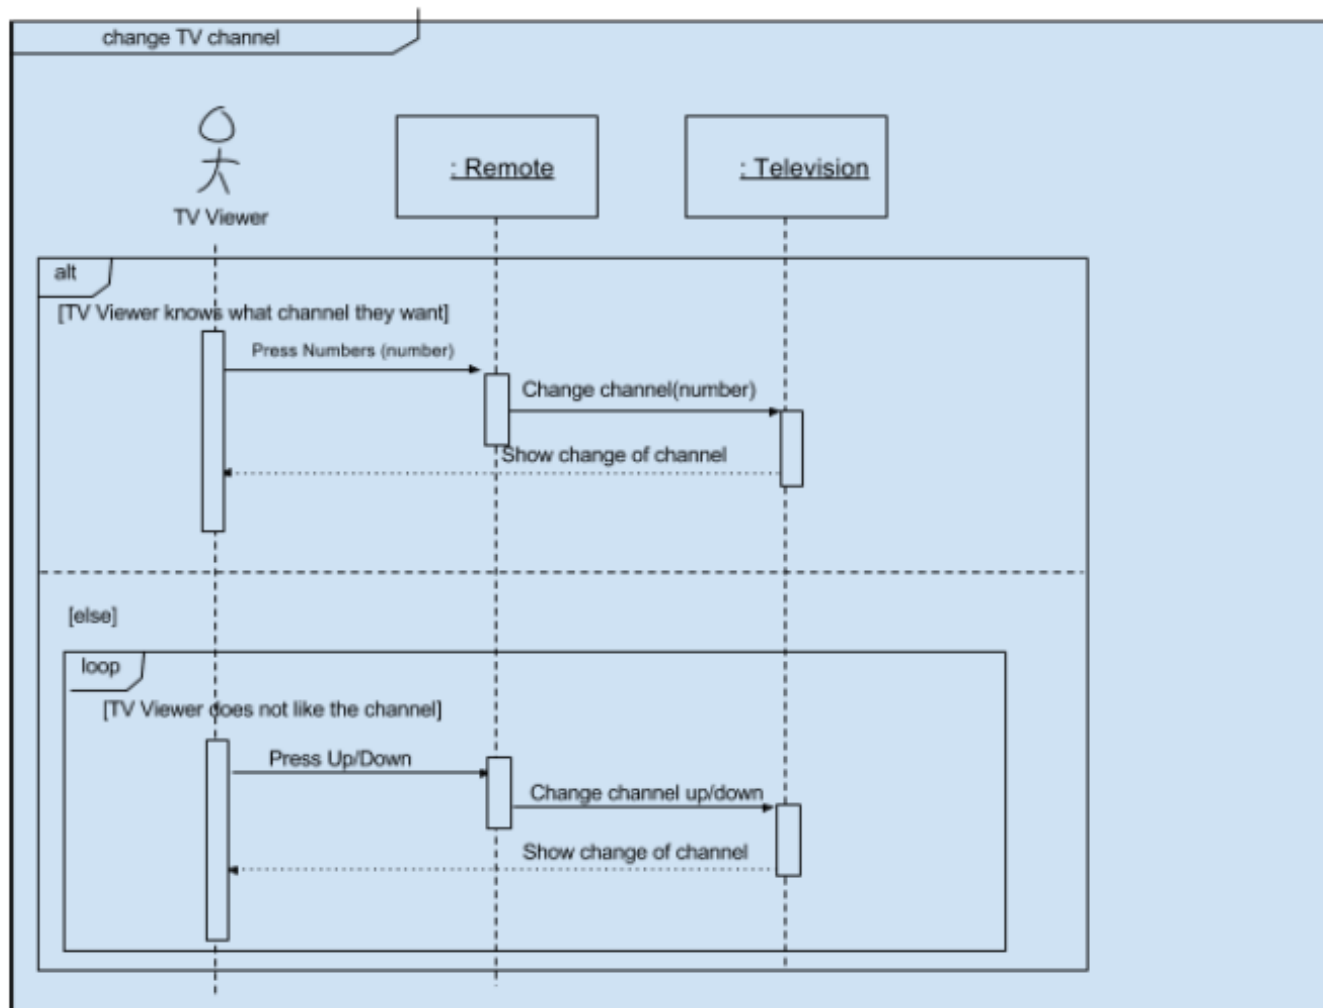 change TV channel
TV Viewer
: Remote
: Television
alt
[TV Viewer knows what channel they want]
Press Numbers (number)
Change channel(number)
Show change of channel
[else]
loop
[TV Viewer does not like the channel]
Press Up/Down
Change channel up/down
Show change of channel